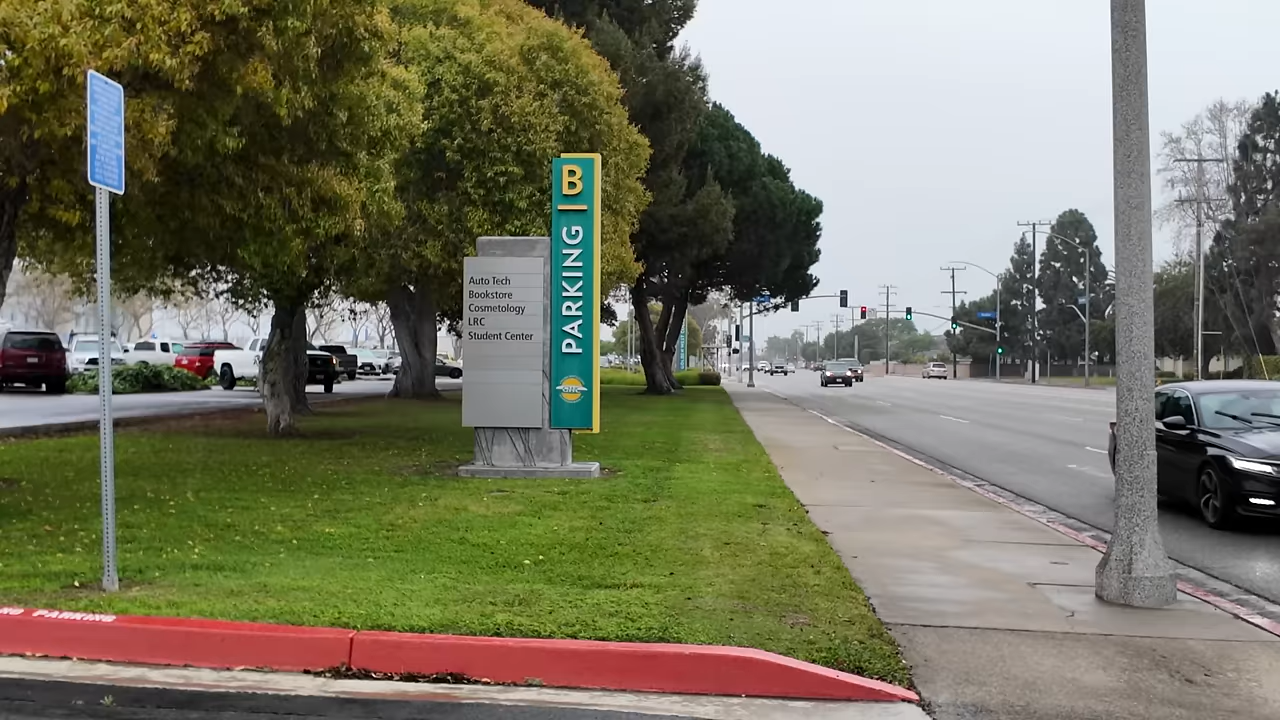 B
PARKING
Auto Tech
Bookstore
Cosmetology
LRC
Student Center
NO PARKING